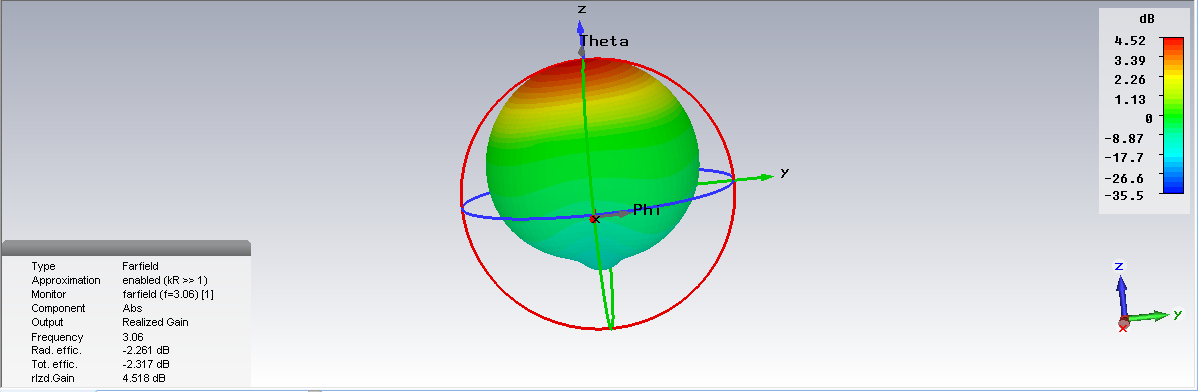 z
Theta
y
Phi
x
dB
4.52
3.39
2.26
1.13
0
-8.87
-17.7
-26.6
-35.5
Type Farfield
Approximation enabled (kR >> 1)
Monitor farfield (f=3.06) [1]
Component Abs
Output Realized Gain
Frequency 3.06
Rad. effic. -2.261 dB
Tot. effic. -2.317 dB
rlzd.Gain 4.518 dB
z
y
x